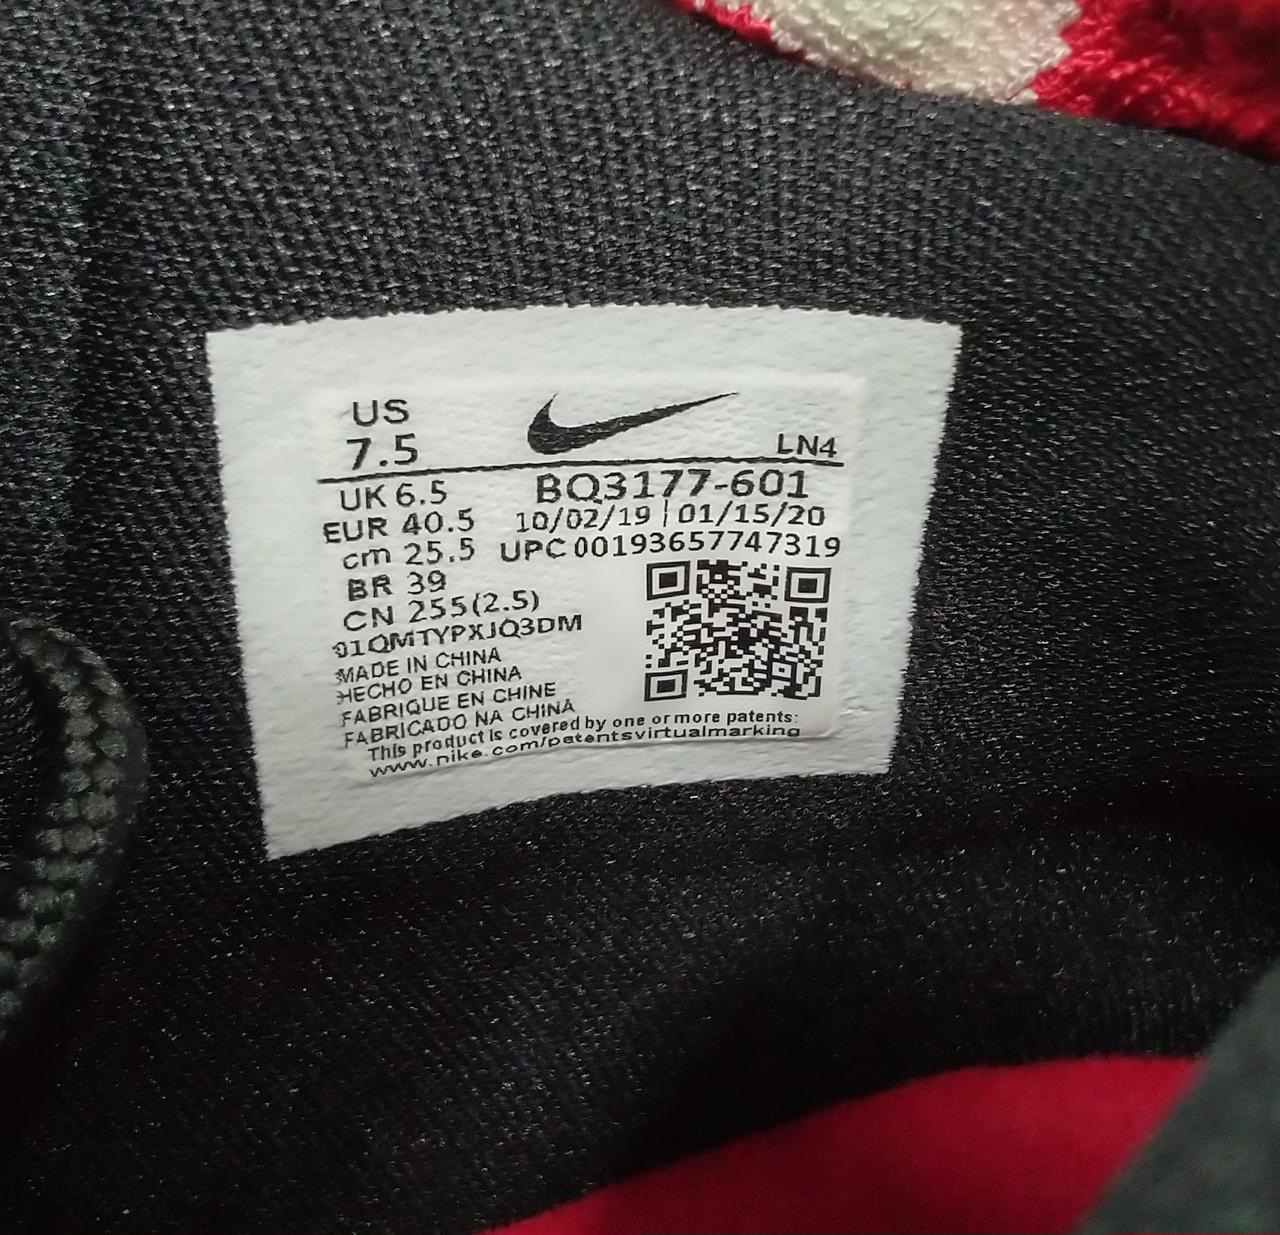 US
7.5
LN4
UK 6.5
BQ3177-601
EUR 40.5
10/02/19 | 01/15/20
cm 25.5
UPC 00193657747319
BR 39
CN 255(2.5)
01QMTYPXJQ3DM
MADE IN CHINA
HECHO EN CHINA
FABRIQUE EN CHINE
FABRICADO NA CHINA
This product is covered by one or more patents:
www.nike.com/patentsvirtualmarking